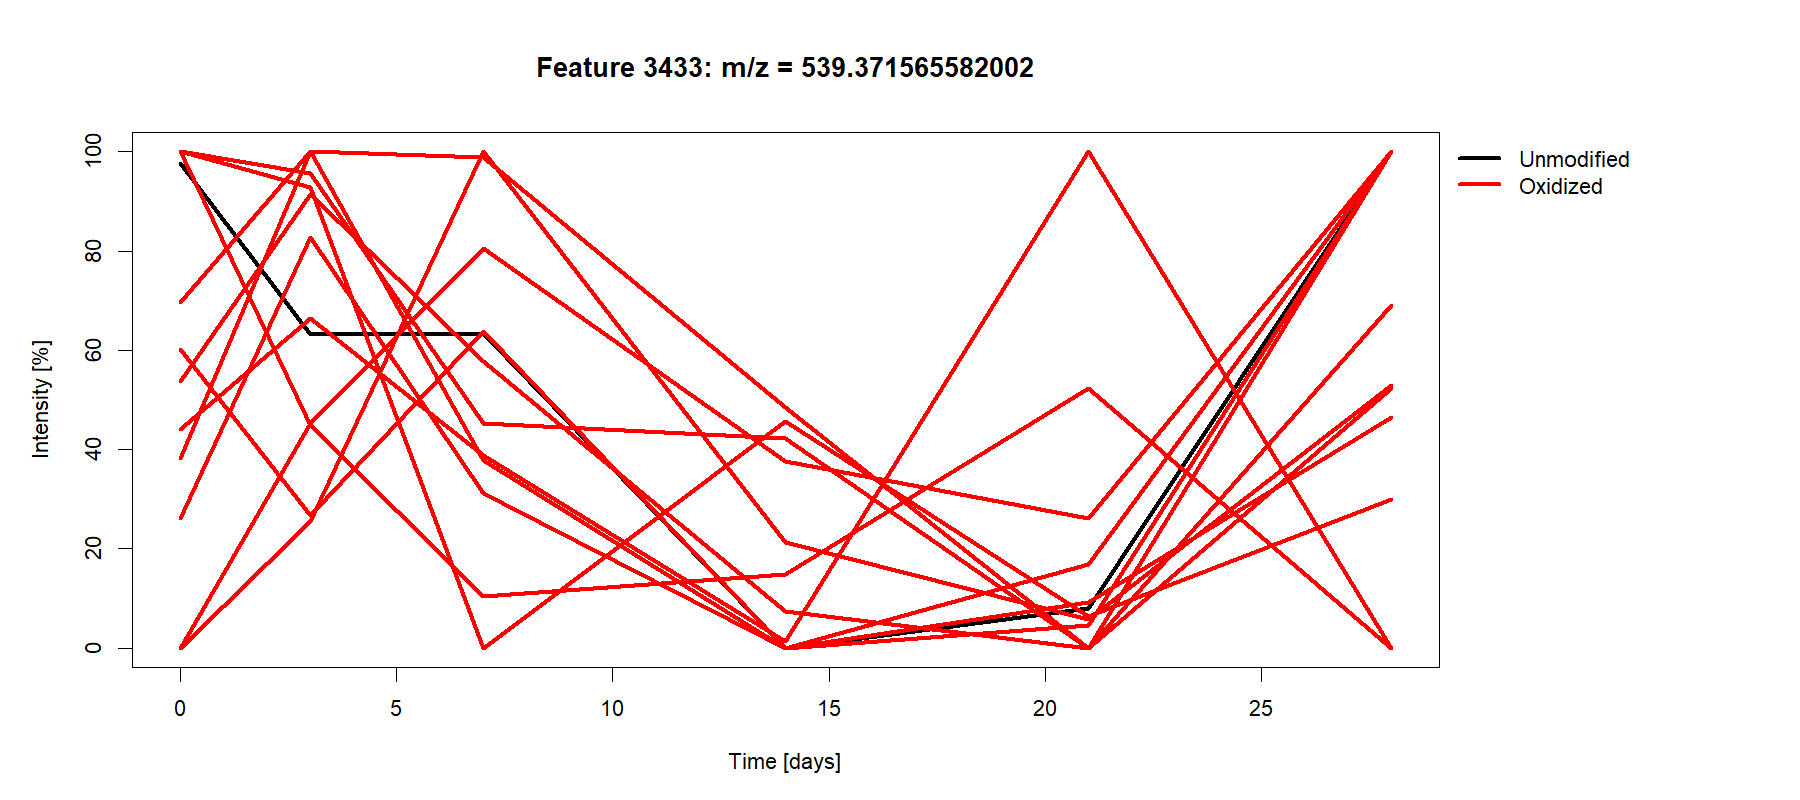 Feature 3433: m/z = 539.371565582002
Unmodified
Oxidized
Intensity [%]
100
80
60
40
20
0
0 5 10 15 20 25
Time [days]